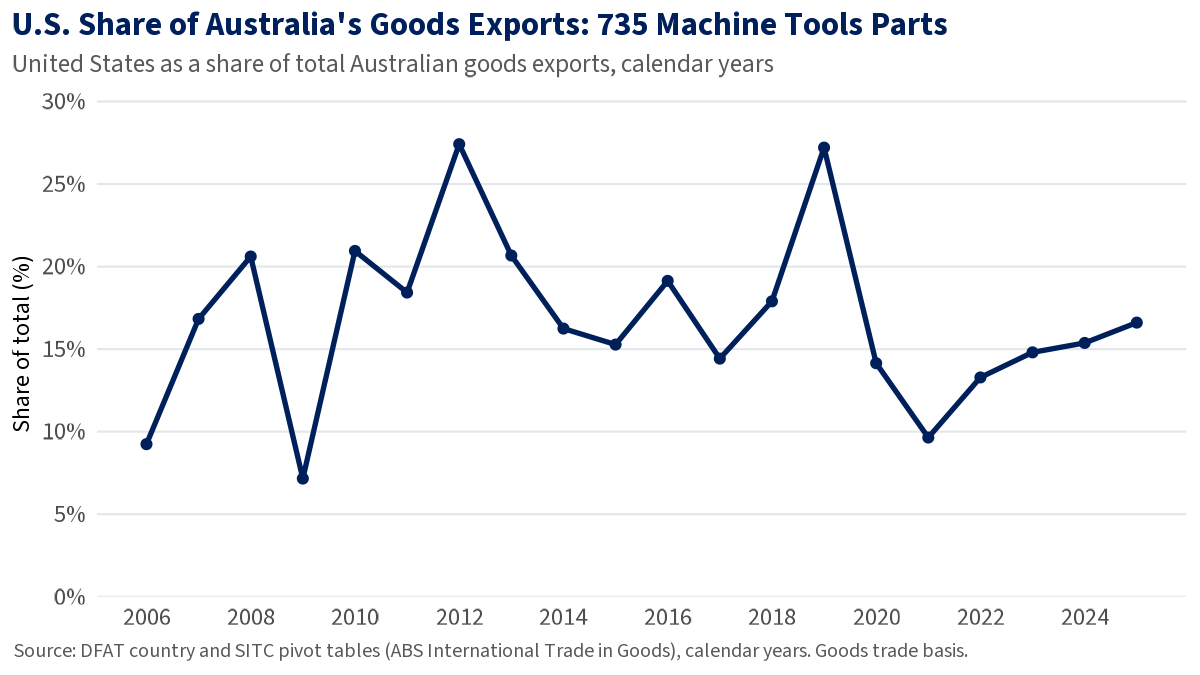 U.S. Share of Australia's Goods Exports: 735 Machine Tools Parts
United States as a share of total Australian goods exports, calendar years
30%
25%
20%
15%
10%
5%
0%
Share of total (%)
2006 2008 2010 2012 2014 2016 2018 2020 2022 2024
Source: DFAT country and SITC pivot tables (ABS International Trade in Goods), calendar years. Goods trade basis.